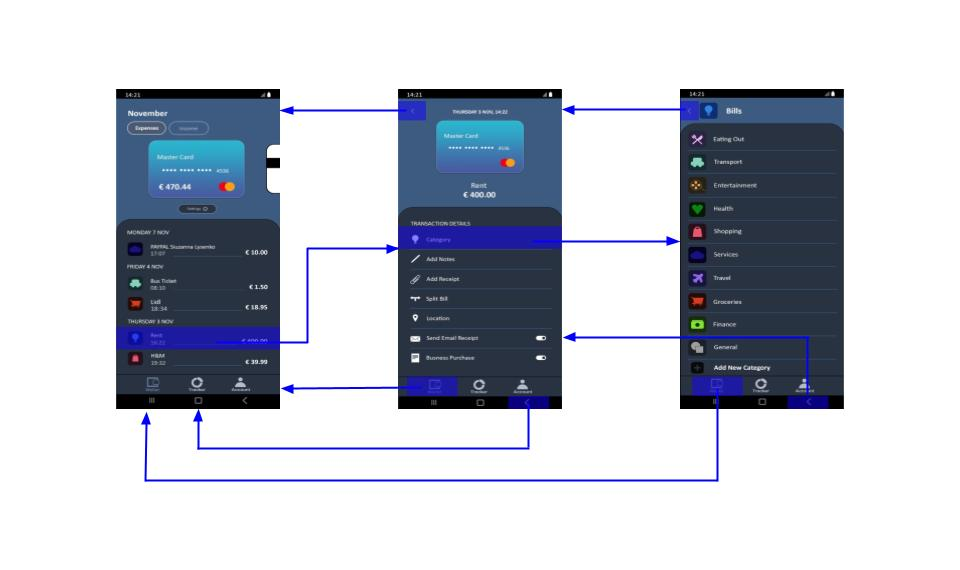 14:21
November
Expenses
Income
Master Card
**** **** **** 4596
€ 470.44
Settings
MONDAY 7 NOV
PAYPAL Siuzanna Lysenko
17:07
€ 10.00
FRIDAY 4 NOV
Bus Ticket
08:10
€ 1.50
Lidl
18:34
€ 18.95
THURSDAY 3 NOV
Rent
€ 400.00
H&M
19:32
€ 39.99
Wallet
Tracker
Account
14:21
THURSDAY 3 NOV, 14:22
Master Card
**** **** **** 4596
Rent
€ 400.00
TRANSACTION DETAILS
Category
Add Notes
Add Receipt
Split Bill
Location
Send Email Receipt
Business Purchase
Wallet
Tracker
Account
14:21
Bills
Eating Out
Transport
Entertainment
Health
Shopping
Services
Travel
Groceries
Finance
General
Add New Category
Wallet
Tracker
Account